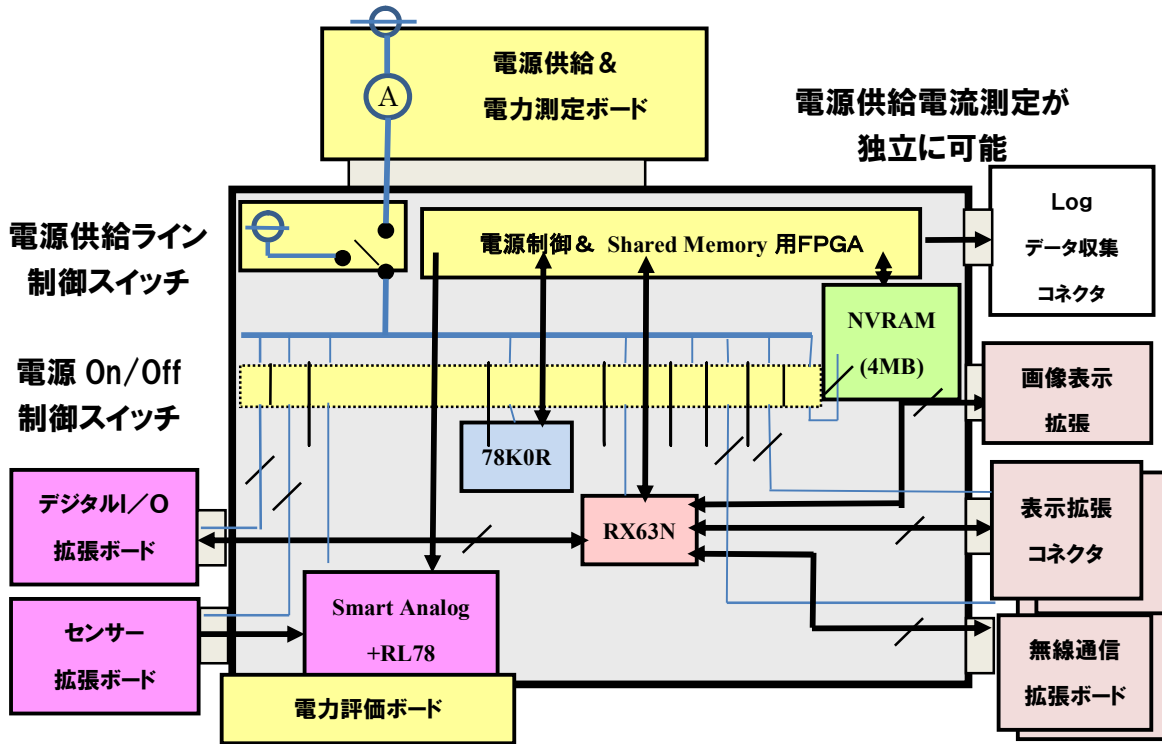 電源供給&
電力測定ボード
A
電源供給電流測定が
独立に可能
電源供給ライン
制御スイッチ
電源制御& Shared Memory 用FPGA
Log
データ収集
コネクタ
NVRAM
(4MB)
電源 On/Off
制御スイッチ
画像表示
拡張
78K0R
デジタルI/O
拡張ボード
RX63N
表示拡張
コネクタ
Smart Analog
+RL78
センサー
拡張ボード
無線通信
拡張ボード
電力評価ボード